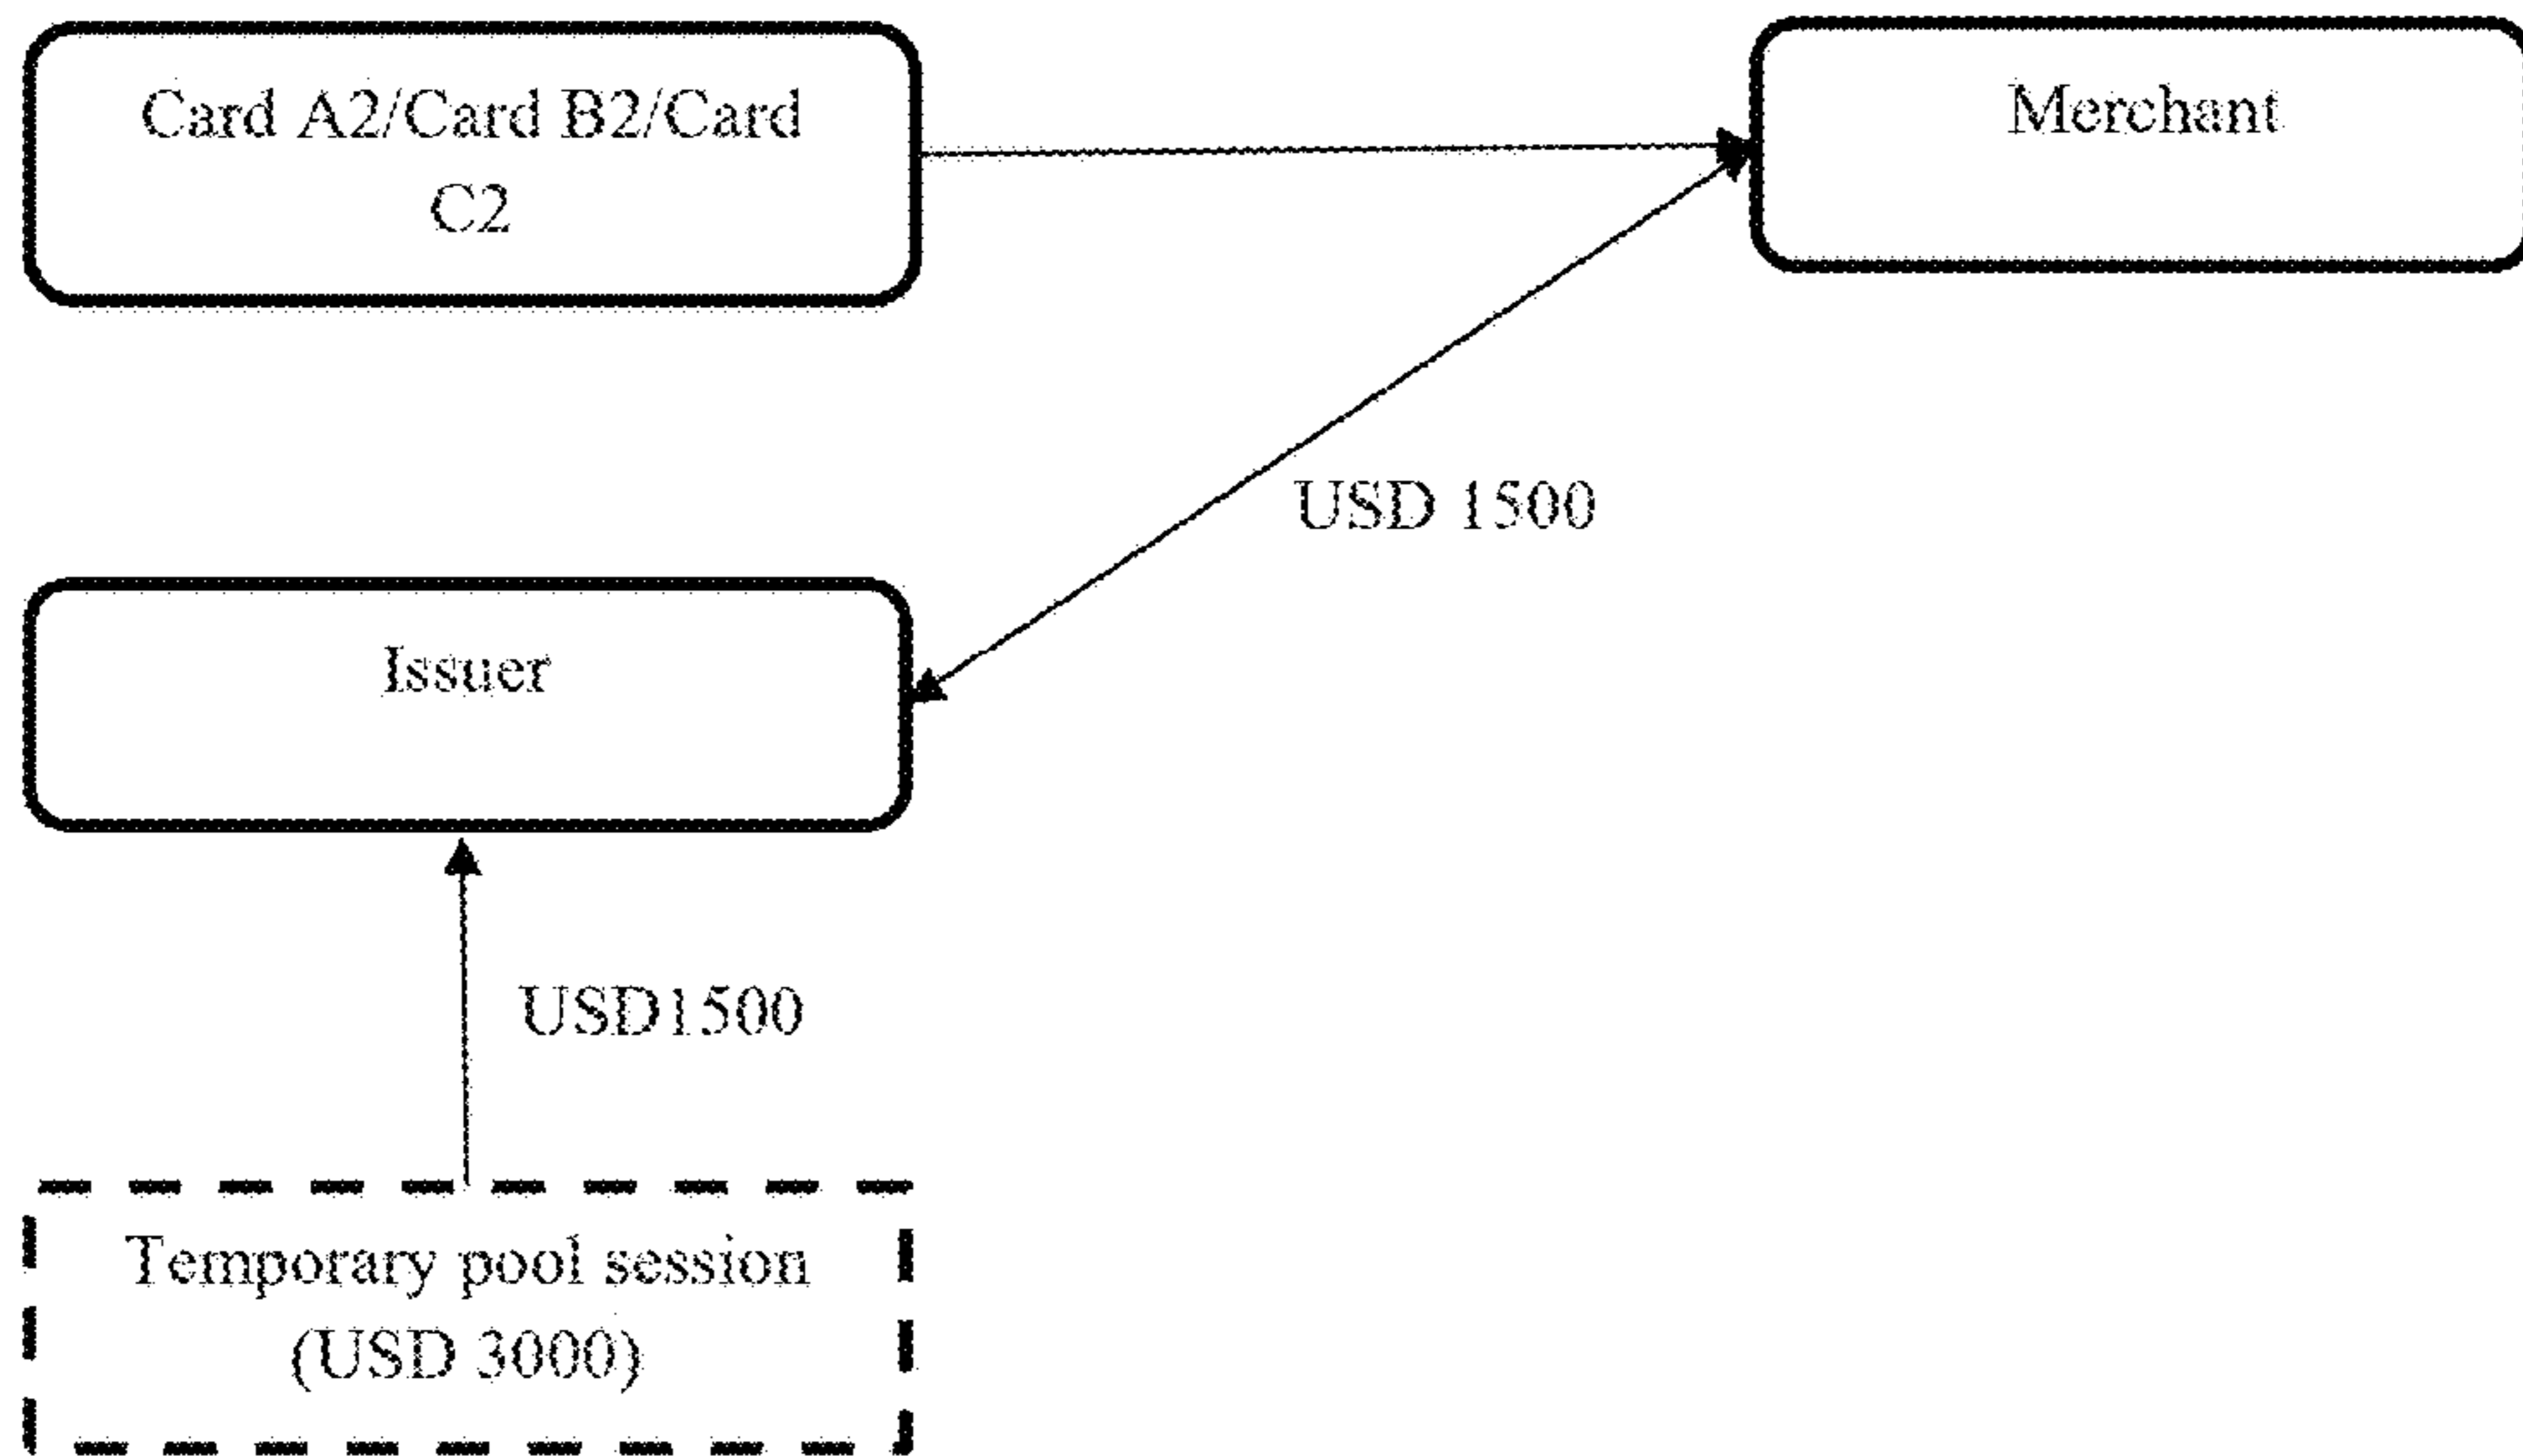 Card A2/Card B2/Card
C2
Merchant
USD 1500
Issuer
USD1500
Temporary pool session
(USD 3000)